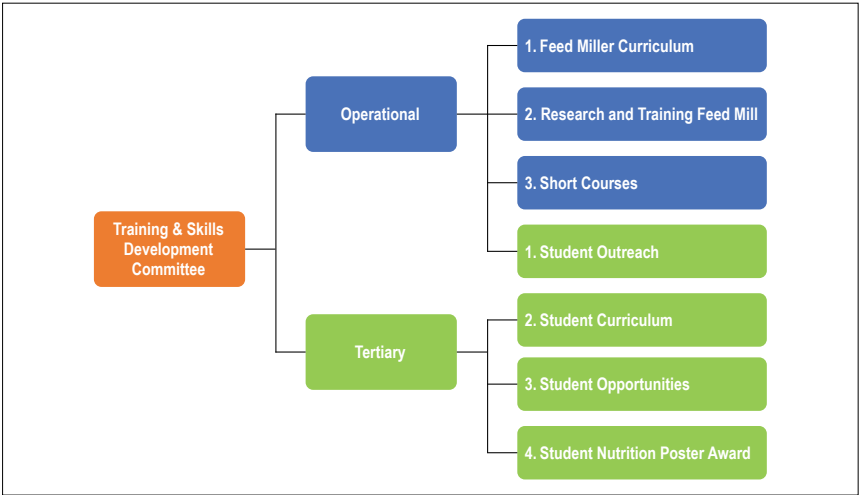 Training & Skills
Development
Committee
Operational
1. Feed Miller Curriculum
2. Research and Training Feed Mill
3. Short Courses
1. Student Outreach
Tertiary
2. Student Curriculum
3. Student Opportunities
4. Student Nutrition Poster Award